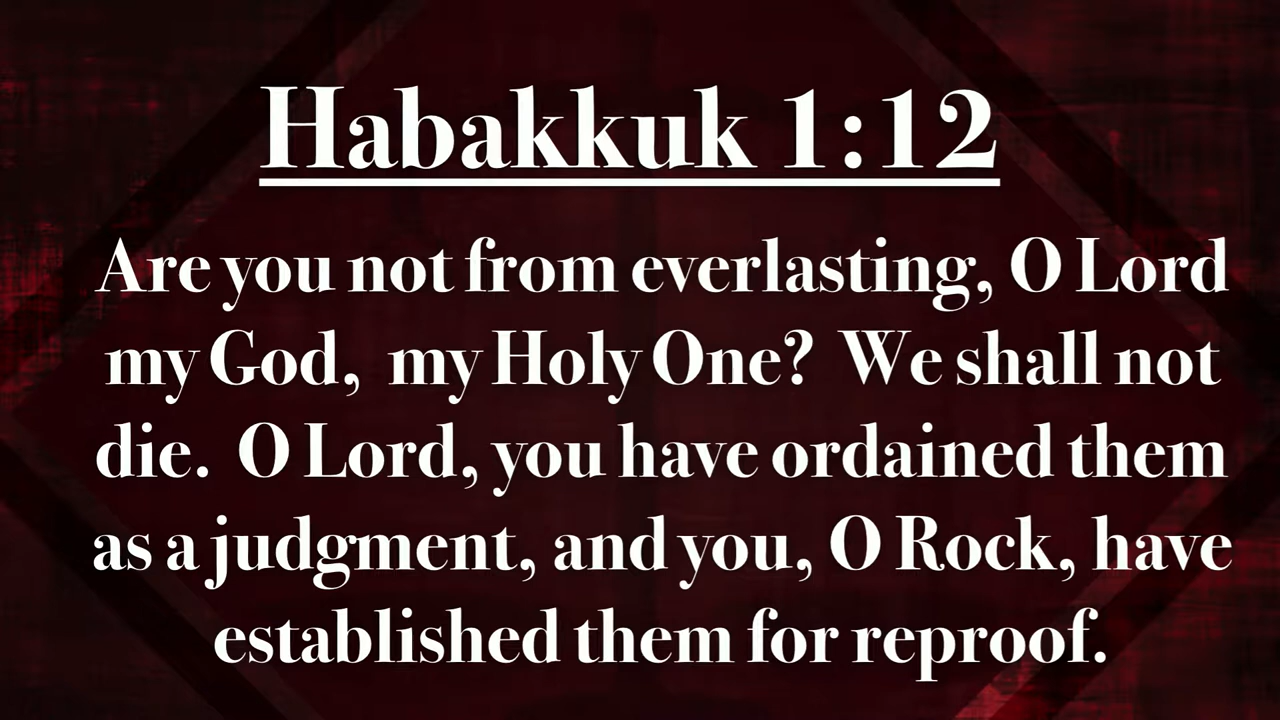 Habakkuk 1:12
Are you not from everlasting, O Lord
my God, my Holy One? We shall not
die. O Lord, you have ordained them
as a judgment, and you, O Rock, have
established them for reproof.